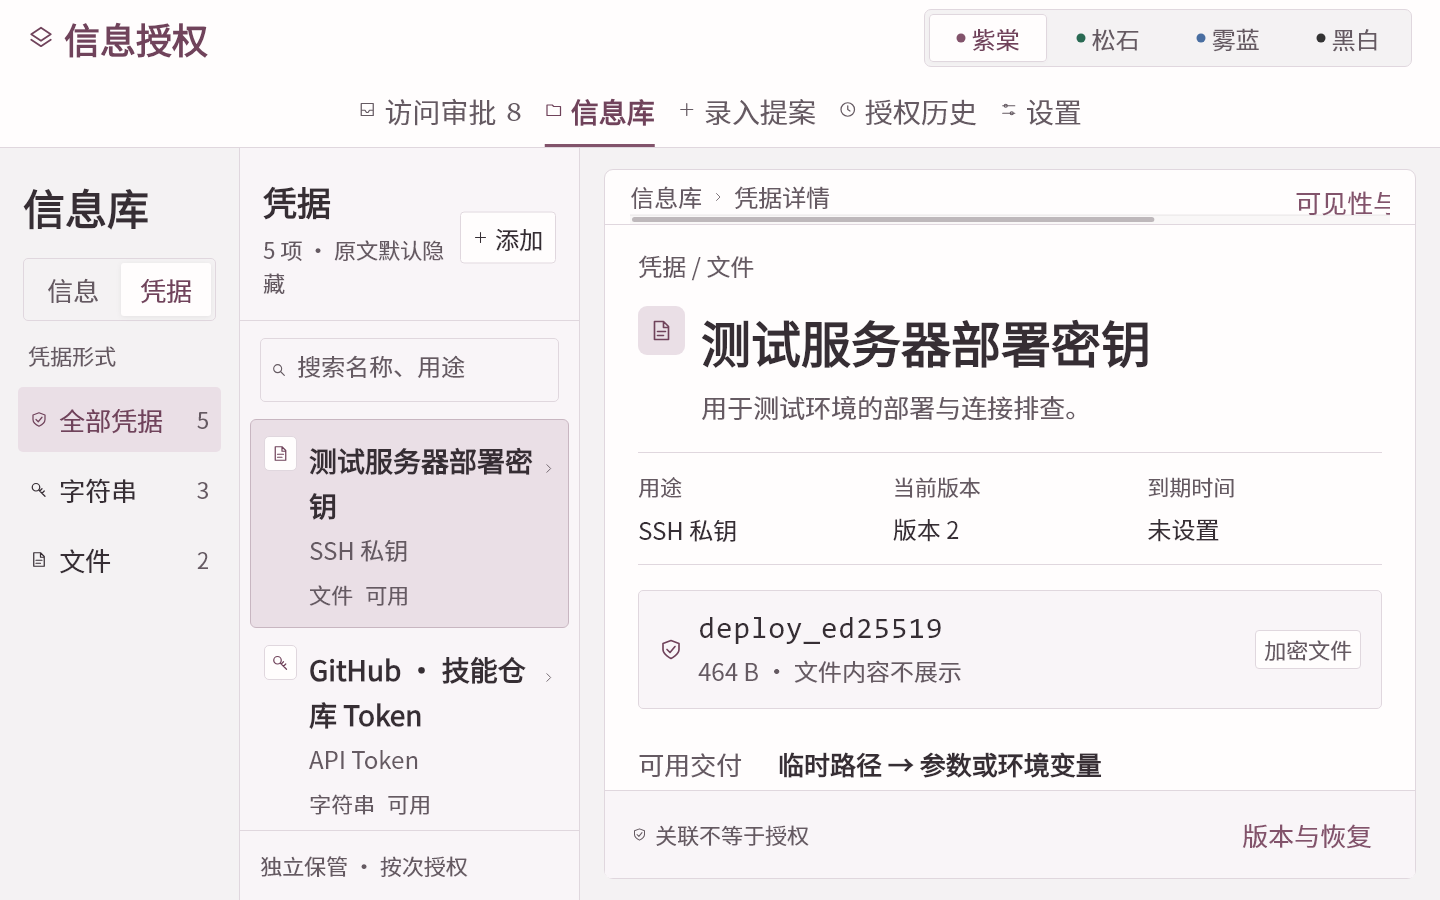 信息授权
紫棠 松石 雾蓝 黑白
访问审批 8 信息库 录入提案 授权历史 设置
信息库
信息 凭据
凭据形式
全部凭据 5
字符串 3
文件 2
凭据
5 项 · 原文默认隐
藏
添加
搜索名称、用途
测试服务器部署密
钥
SSH 私钥
文件 可用
GitHub · 技能仓
库 Token
API Token
字符串 可用
独立保管 · 按次授权
信息库 › 凭据详情
可见性与
凭据 / 文件
测试服务器部署密钥
用于测试环境的部署与连接排查。
用途 当前版本 到期时间
SSH 私钥 版本 2 未设置
deploy_ed25519
464 B · 文件内容不展示
加密文件
可用交付 临时路径 → 参数或环境变量
关联不等于授权
版本与恢复